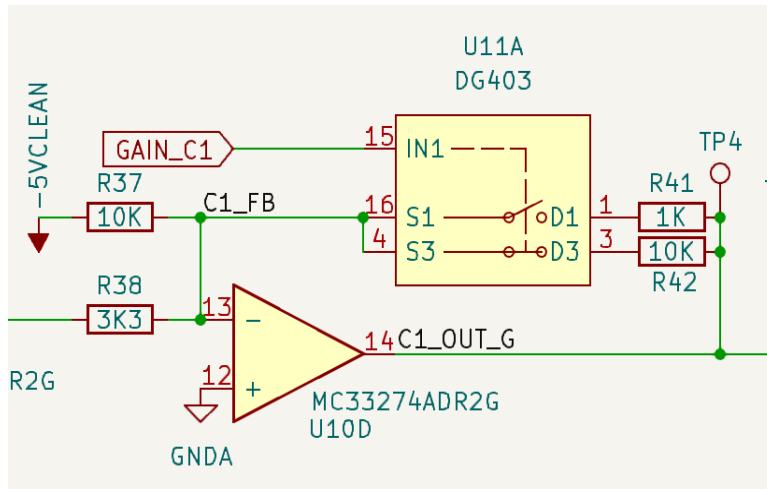 U11A
DG403
-5VCLEAN
GAIN_C1
15
IN1
TP4
R37
10K
C1_FB
16
S1
D1
1
R41
1K
4
S3
D3
3
10K
R42
R38
3K3
13
-
14
C1_OUT_G
12
+
R2G
MC33274ADR2G
U10D
GNDA